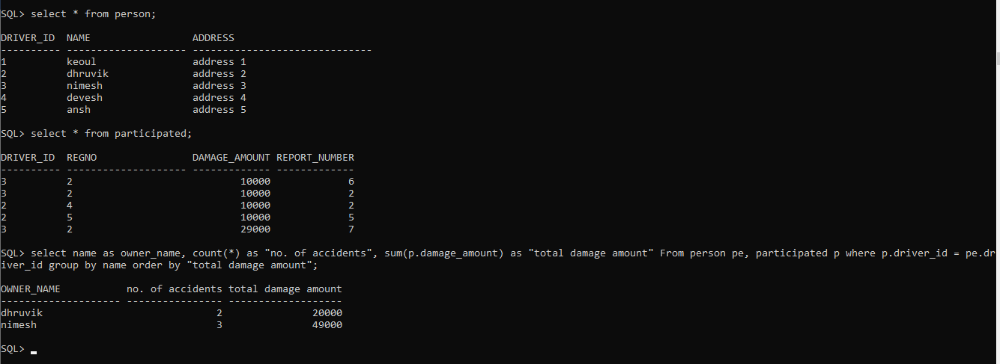 SQL> select * from person;
DRIVER_ID  NAME                 ADDRESS
---------- -------------------- ------------------------------
1          keoul                address 1
2          dhruvik              address 2
3          nimesh               address 3
4          devesh               address 4
5          ansh                 address 5
SQL> select * from participated;
DRIVER_ID  REGNO                DAMAGE_AMOUNT REPORT_NUMBER
---------- -------------------- ------------- -------------
3          2                            10000             6
3          2                            10000             2
2          4                            10000             2
2          5                            10000             5
3          2                            29000             7
SQL> select name as owner_name, count(*) as "no. of accidents", sum(p.damage_amount) as "total damage amount" From person pe, participated p where p.driver_id = pe.dr
iver_id group by name order by "total damage amount";
OWNER_NAME           no. of accidents total damage amount
-------------------- ---------------- -------------------
dhruvik                             2               20000
nimesh                              3               49000
SQL>